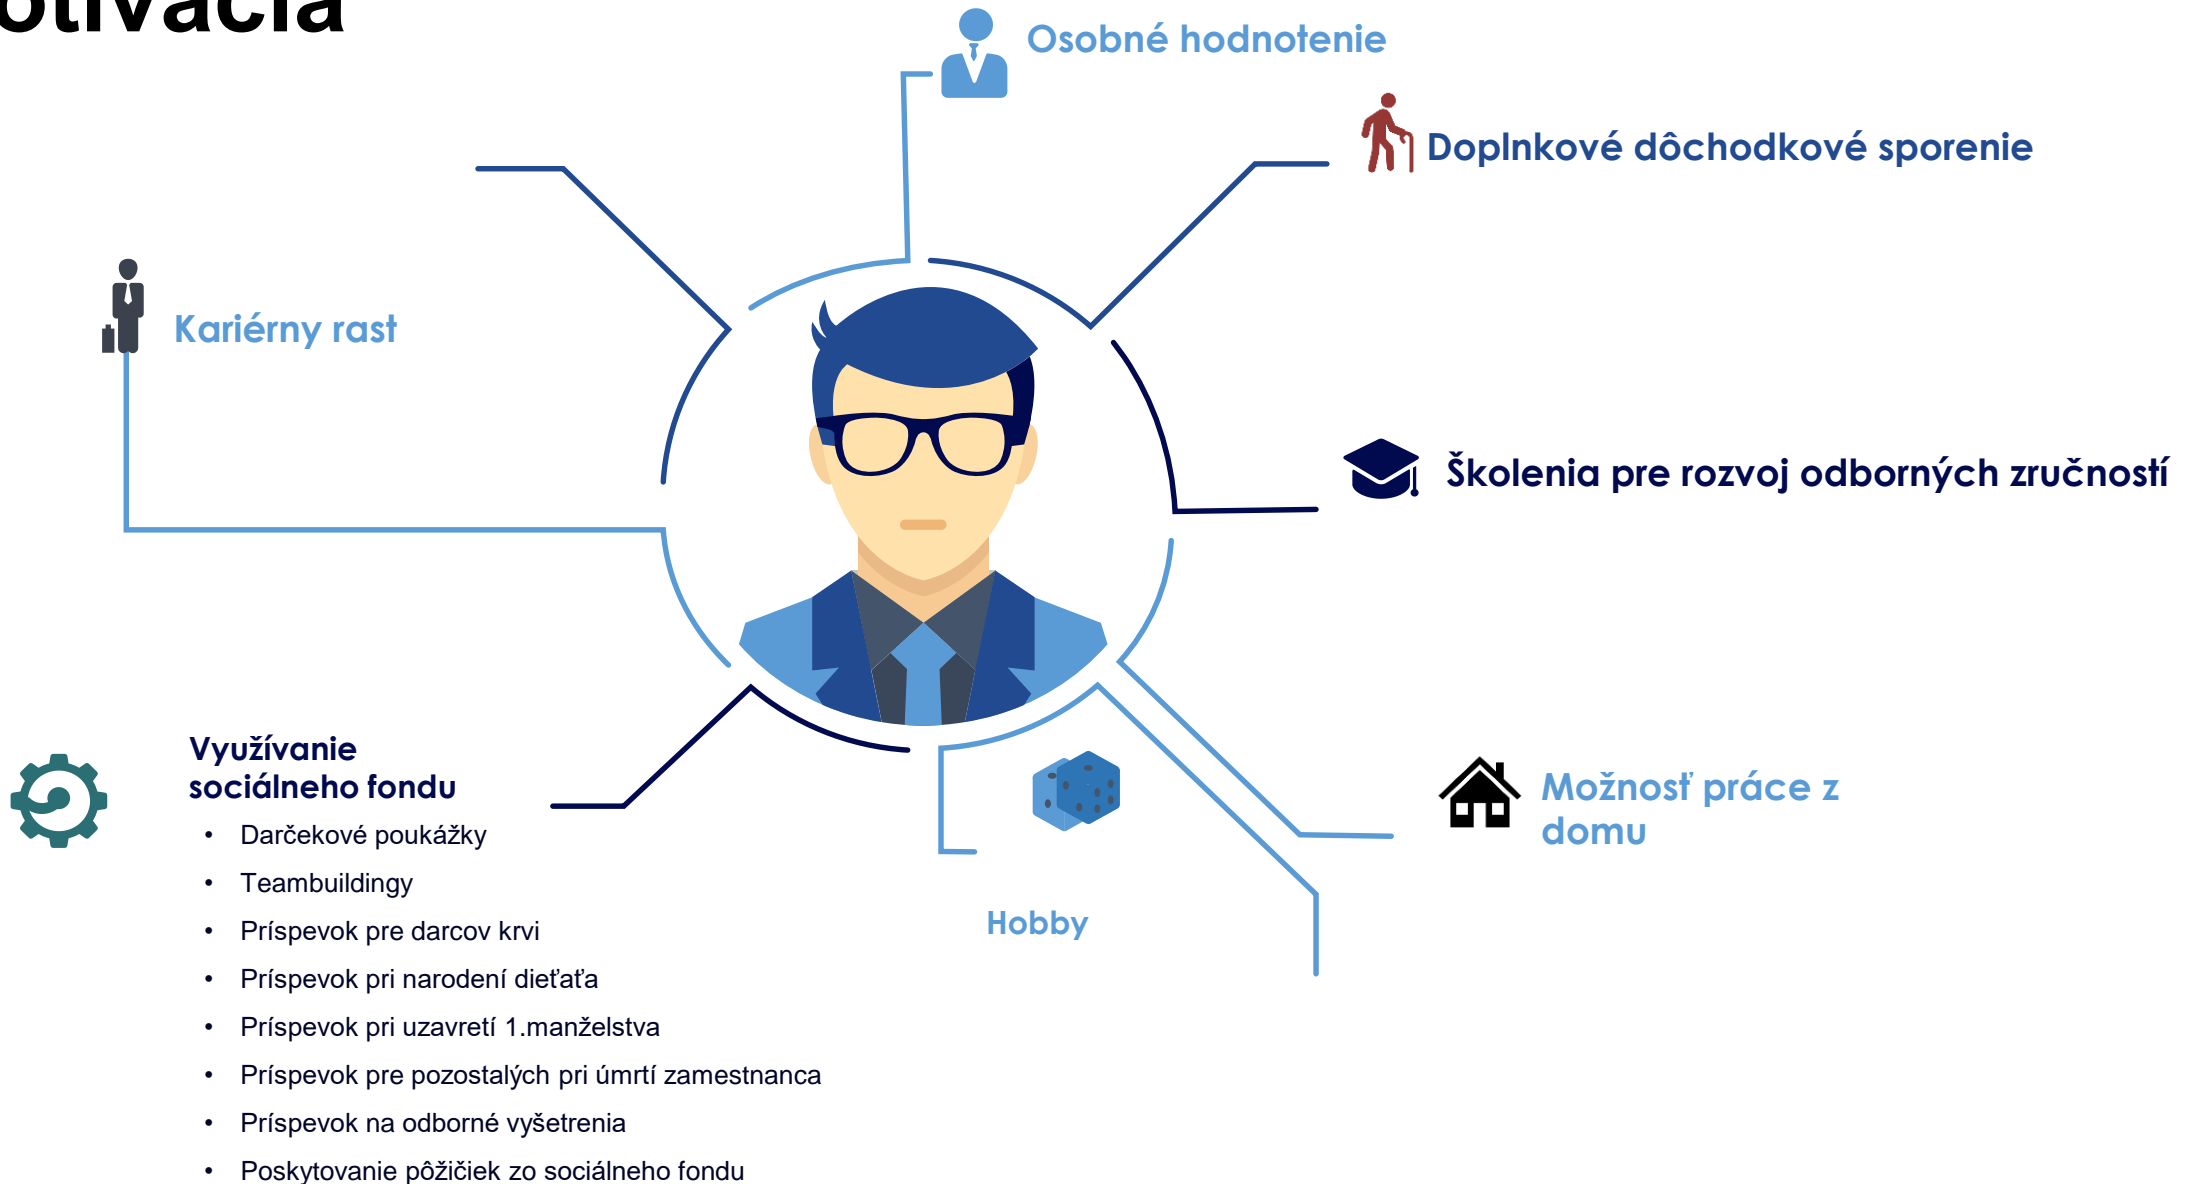 otivácia
Osobné hodnotenie
Doplnkové dôchodkové sporenie
Kariérny rast
Školenia pre rozvoj odborných zručností
Využívanie
sociálneho fondu
• Darčekové poukážky
• Teambuildingy
• Príspevok pre darcov krvi
• Príspevok pri narodení dieťaťa
• Príspevok pri uzavretí 1.manželstva
• Príspevok pre pozostalých pri úmrtí zamestnanca
• Príspevok na odborné vyšetrenia
• Poskytovanie pôžičiek zo sociálneho fondu
Hobby
Možnosť práce z
domu